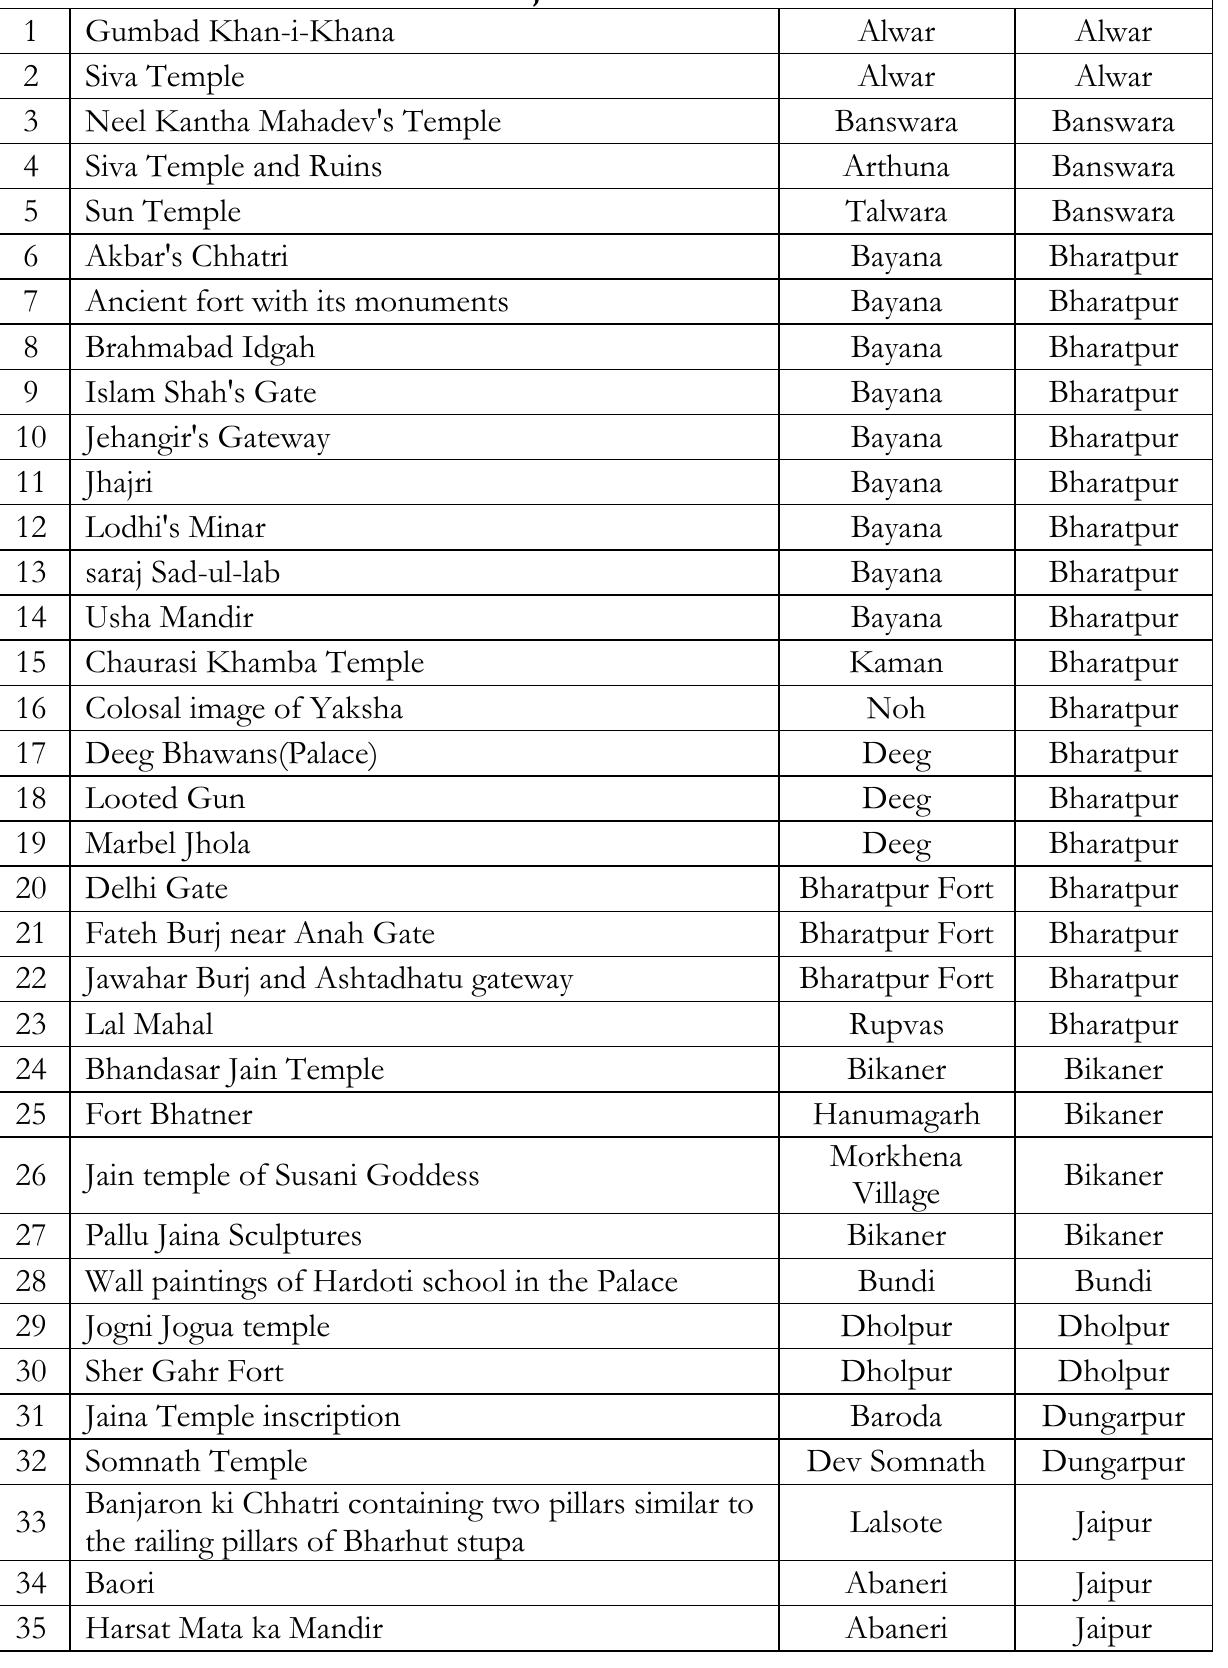 1 Gumbad Khan-i-Khana Alwar Alwar
2 Siva Temple Alwar Alwar
3 Neel Kantha Mahadev's Temple Banswara Banswara
4 Siva Temple and Ruins Arthuna Banswara
5 Sun Temple Talwara Banswara
6 Akbar's Chhatri Bayana Bharatpur
7 Ancient fort with its monuments Bayana Bharatpur
8 Brahmabad Idgah Bayana Bharatpur
9 Islam Shah's Gate Bayana Bharatpur
10 Jehangir's Gateway Bayana Bharatpur
11 Jhajri Bayana Bharatpur
12 Lodhi's Minar Bayana Bharatpur
13 saraj Sad-ul-lab Bayana Bharatpur
14 Usha Mandir Bayana Bharatpur
15 Chaurasi Khamba Temple Kaman Bharatpur
16 Colosal image of Yaksha Noh Bharatpur
17 Deeg Bhawans(Palace) Deeg Bharatpur
18 Looted Gun Deeg Bharatpur
19 Marbel Jhola Deeg Bharatpur
20 Delhi Gate Bharatpur Fort Bharatpur
21 Fateh Burj near Anah Gate Bharatpur Fort Bharatpur
22 Jawahar Burj and Ashtadhatu gateway Bharatpur Fort Bharatpur
23 Lal Mahal Rupvas Bharatpur
24 Bhandasar Jain Temple Bikaner Bikaner
25 Fort Bhatner Hanumagarh Bikaner
26 Jain temple of Susani Goddess Morkhena
Village Bikaner
27 Pallu Jaina Sculptures Bikaner Bikaner
28 Wall paintings of Hardoti school in the Palace Bundi Bundi
29 Jogni Jogua temple Dholpur Dholpur
30 Sher Gahr Fort Dholpur Dholpur
31 Jaina Temple inscription Baroda Dungarpur
32 Somnath Temple Dev Somnath Dungarpur
33 Banjaron ki Chhatri containing two pillars similar to
the railing pillars of Bharhut stupa Lalsote Jaipur
34 Baori Abaneri Jaipur
35 Harsat Mata ka Mandir Abaneri Jaipur